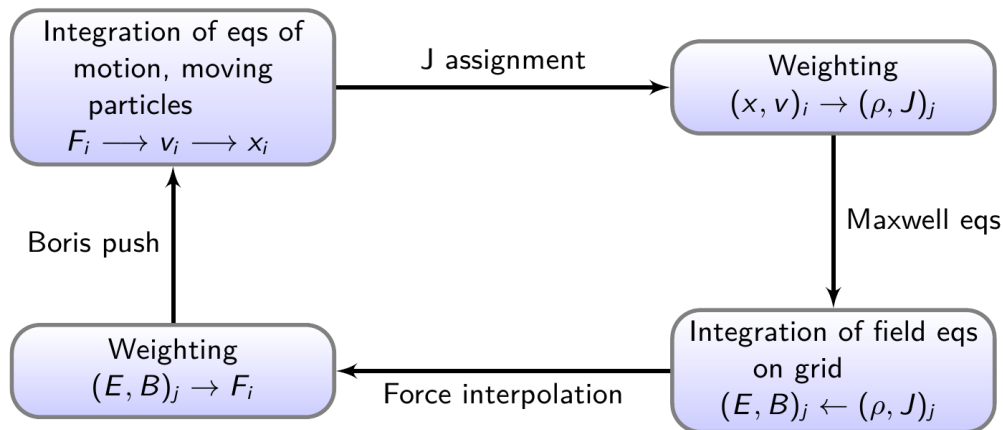 Integration of eqs of
motion, moving
particles
F_i ⟶ v_i ⟶ x_i
J assignment
Weighting
(x, v)_i → (ρ, J)_j
Maxwell eqs
Integration of field eqs
on grid
(E, B)_j ← (ρ, J)_j
Force interpolation
Weighting
(E, B)_j → F_i
Boris push